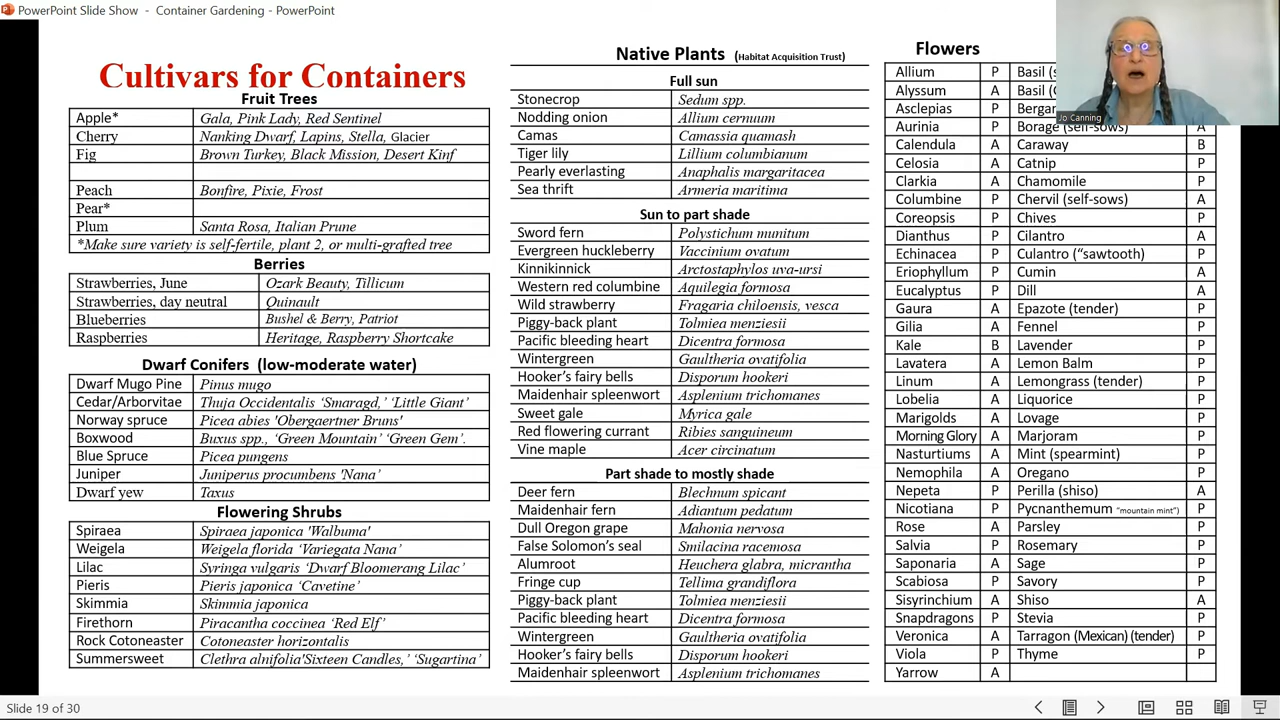 PowerPoint Slide Show - Container Gardening - PowerPoint
Cultivars for Containers
Fruit Trees
Apple* Gala, Pink Lady, Red Sentinel
Cherry Nanking Dwarf, Lapins, Stella, Glacier
Fig Brown Turkey, Black Mission, Desert Kinf
Peach Bonfire, Pixie, Frost
Pear*
Plum Santa Rosa, Italian Prune
*Make sure variety is self-fertile, plant 2, or multi-grafted tree
Berries
Strawberries, June Ozark Beauty, Tillicum
Strawberries, day neutral Quinault
Blueberries Bushel & Berry, Patriot
Raspberries Heritage, Raspberry Shortcake
Dwarf Conifers (low-moderate water)
Dwarf Mugo Pine Pinus mugo
Cedar/Arborvitae Thuja Occidentalis ‘Smaragd,’ ‘Little Giant’
Norway spruce Picea abies 'Obergaertner Bruns'
Boxwood Buxus spp., ‘Green Mountain’ ‘Green Gem’.
Blue Spruce Picea pungens
Juniper Juniperus procumbens 'Nana’
Dwarf yew Taxus
Flowering Shrubs
Spiraea Spiraea japonica 'Walbuma'
Weigela Weigela florida ‘Variegata Nana’
Lilac Syringa vulgaris ‘Dwarf Bloomerang Lilac’
Pieris Pieris japonica ‘Cavetine’
Skimmia Skimmia japonica
Firethorn Piracantha coccinea ‘Red Elf’
Rock Cotoneaster Cotoneaster horizontalis
Summersweet Clethra alnifolia'Sixteen Candles,’ ‘Sugartina’
Native Plants (Habitat Acquisition Trust)
Full sun
Stonecrop Sedum spp.
Nodding onion Allium cernuum
Camas Camassia quamash
Tiger lily Lillium columbianum
Pearly everlasting Anaphalis margaritacea
Sea thrift Armeria maritima
Sun to part shade
Sword fern Polystichum munitum
Evergreen huckleberry Vaccinium ovatum
Kinnikinnick Arctostaphylos uva-ursi
Western red columbine Aquilegia formosa
Wild strawberry Fragaria chiloensis, vesca
Piggy-back plant Tolmiea menziesii
Pacific bleeding heart Dicentra formosa
Wintergreen Gaultheria ovatifolia
Hooker’s fairy bells Disporum hookeri
Maidenhair spleenwort Asplenium trichomanes
Sweet gale Myrica gale
Red flowering currant Ribies sanguineum
Vine maple Acer circinatum
Part shade to mostly shade
Deer fern Blechnum spicant
Maidenhair fern Adiantum pedatum
Dull Oregon grape Mahonia nervosa
False Solomon’s seal Smilacina racemosa
Alumroot Heuchera glabra, micrantha
Fringe cup Tellima grandiflora
Piggy-back plant Tolmiea menziesii
Pacific bleeding heart Dicentra formosa
Wintergreen Gaultheria ovatifolia
Hooker’s fairy bells Disporum hookeri
Maidenhair spleenwort Asplenium trichomanes
Flowers
Allium P Basil
Alyssum A Basil
Asclepias P
Aurinia P Borage (self-sows) A
Calendula A Caraway B
Celosia A Catnip P
Clarkia A Chamomile P
Columbine P Chervil (self-sows) A
Coreopsis P Chives P
Dianthus P Cilantro A
Echinacea P Culantro (“sawtooth) P
Eriophyllum P Cumin A
Eucalyptus P Dill A
Gaura A Epazote (tender) P
Gilia A Fennel P
Kale B Lavender P
Lavatera A Lemon Balm P
Linum A Lemongrass (tender) P
Lobelia A Liquorice P
Marigolds A Lovage P
Morning Glory A Marjoram P
Nasturtiums A Mint (spearmint) P
Nemophila A Oregano P
Nepeta P Perilla (shiso) A
Nicotiana P Pycnanthemum “mountain mint”) P
Rose A Parsley P
Salvia P Rosemary P
Saponaria A Sage P
Scabiosa P Savory P
Sisyrinchium A Shiso A
Snapdragons P Stevia P
Veronica A Tarragon (Mexican) (tender) P
Viola P Thyme P
Yarrow A
Jo Canning
Slide 19 of 30